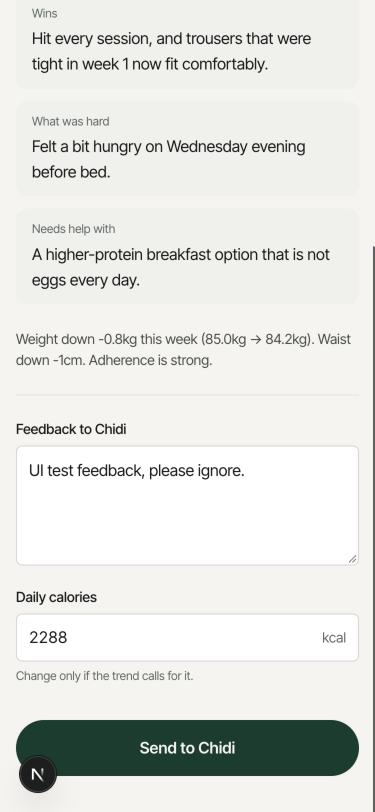 Wins
Hit every session, and trousers that were
tight in week 1 now fit comfortably.
What was hard
Felt a bit hungry on Wednesday evening
before bed.
Needs help with
A higher-protein breakfast option that is not
eggs every day.
Weight down -0.8kg this week (85.0kg → 84.2kg). Waist
down -1cm. Adherence is strong.
Feedback to Chidi
UI test feedback, please ignore.
Daily calories
2288 kcal
Change only if the trend calls for it.
Send to Chidi
N